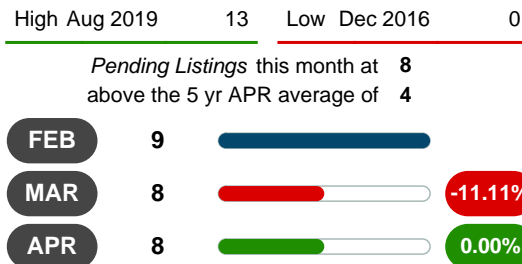 High Aug 2019 13 Low Dec 2016 0
Pending Listings this month at 8
above the 5 yr APR average of 4
FEB 9
MAR 8 -11.11%
APR 8 0.00%